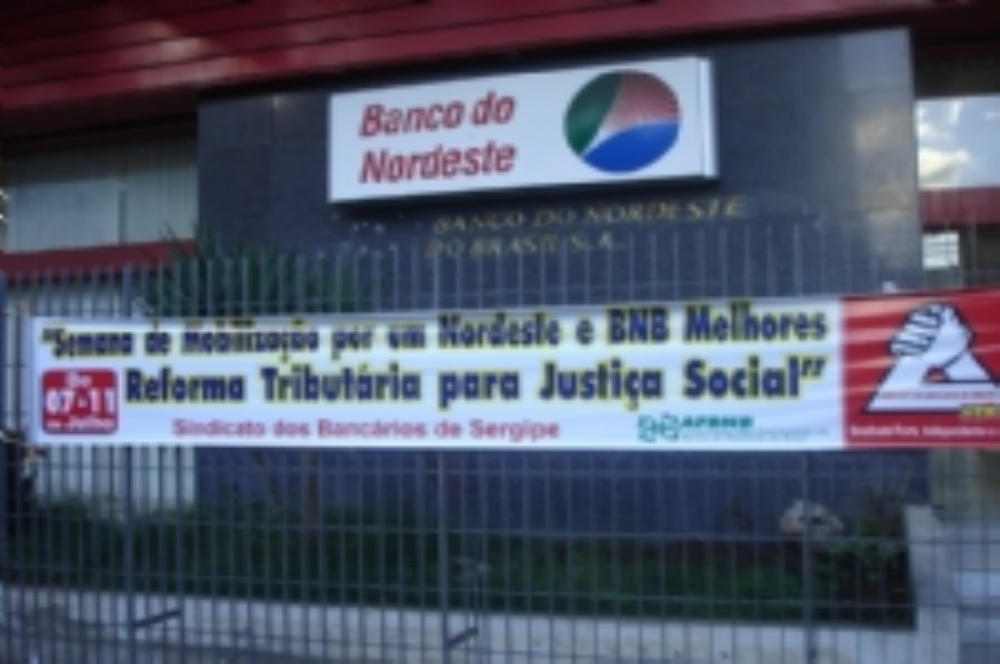 Banco do
Nordeste
BANCO DO NORDESTE
DO BRASIL S.A.
"Semana de Mobilização por um Nordeste e BNB Melhores
Reforma Tributária para Justiça Social"
De
07 - 11
de Julho
Sindicato dos Bancários de Sergipe
AFBNB
CTB